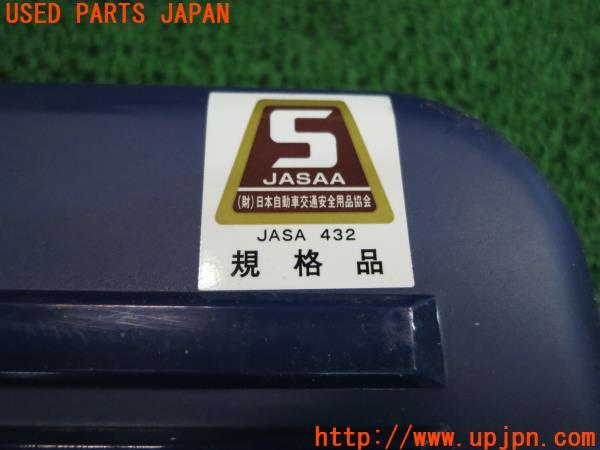 USED PARTS JAPAN
S
JASAA
(財)日本自動車交通安全用品協会
JASA 432
規格品
http://www.upjpn.com/